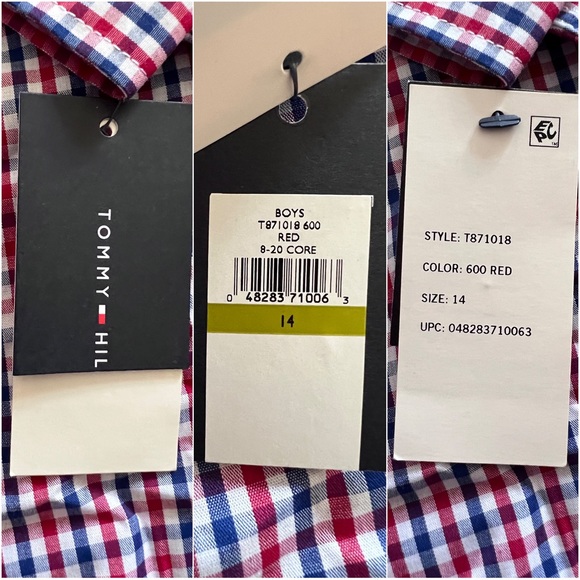 TOMMY HIL
BOYS
T871018 600
RED
8-20 CORE
0 48283 71006 3
14
EPC
STYLE: T871018
COLOR: 600 RED
SIZE: 14
UPC: 048283710063